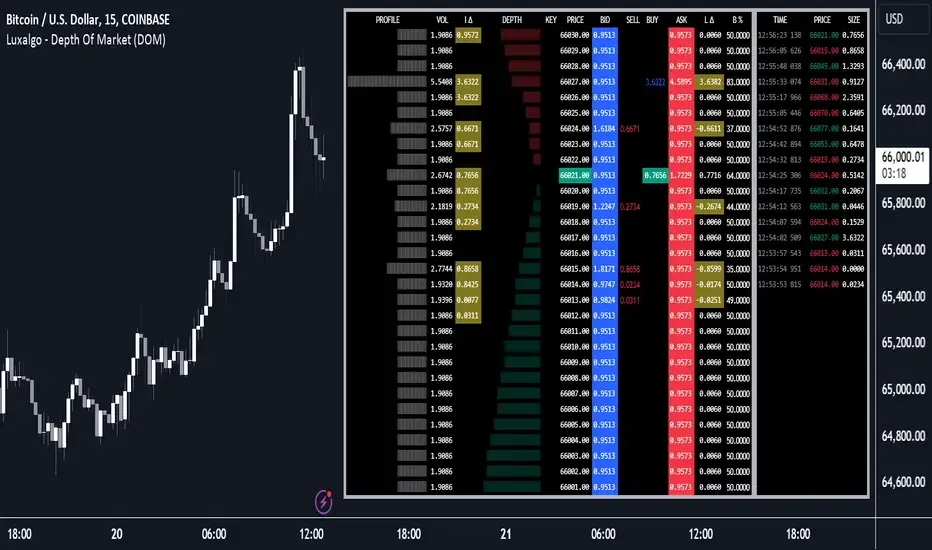 Bitcoin / U.S. Dollar, 15, COINBASE
Luxalgo - Depth Of Market (DOM)
PROFILE VOL I Δ DEPTH KEY PRICE BID SELL BUY ASK L Δ B % TIME PRICE SIZE
1.9886 0.9572 66030.00 0.9513 0.9573 0.0060 50.0000 12:56:23 138 66021.00 0.7656
1.9886 66029.00 0.9513 0.9573 0.0060 50.0000 12:56:05 626 66015.00 0.8658
1.9886 66028.00 0.9513 0.9573 0.0060 50.0000 12:55:48 038 66045.00 1.3293
5.5408 3.6322 66027.00 0.9513 3.6322 4.5895 3.6382 83.0000 12:55:33 074 66031.00 0.9127
1.9886 3.6322 66026.00 0.9513 0.9573 0.0060 50.0000 12:55:17 966 66068.00 2.3591
1.9886 66025.00 0.9513 0.9573 0.0060 50.0000 12:55:05 446 66070.00 0.6405
2.5757 0.6671 66024.00 1.6184 0.6671 0.9573 -0.6611 37.0000 12:54:52 876 66077.00 0.1641
1.9886 0.6671 66023.00 0.9513 0.9573 0.0060 50.0000 12:54:42 894 66053.00 0.6478
1.9886 66022.00 0.9513 0.9573 0.0060 50.0000 12:54:32 813 66019.00 0.2734
2.6742 0.7656 66021.00 0.9513 0.7656 1.7229 0.7716 64.0000 12:54:25 306 66024.00 0.5142
1.9886 0.7656 66020.00 0.9513 0.9573 0.0060 50.0000 12:54:17 735 66032.00 0.2067
2.1819 0.2734 66019.00 1.2247 0.2734 0.9573 -0.2674 44.0000 12:54:12 563 66031.00 0.0446
1.9886 0.2734 66018.00 0.9513 0.9573 0.0060 50.0000 12:54:07 594 66024.00 0.1529
1.9886 66017.00 0.9513 0.9573 0.0060 50.0000 12:54:02 509 66027.00 3.6322
1.9886 66016.00 0.9513 0.9573 0.0060 50.0000 12:53:57 543 66013.00 0.0311
2.7744 0.8658 66015.00 1.8171 0.8658 0.9573 -0.8599 35.0000 12:53:54 951 66014.00 0.0000
1.9320 0.8425 66014.00 0.9747 0.0234 0.9573 -0.0174 50.0000 12:53:53 815 66014.00 0.0234
1.9396 0.0077 66013.00 0.9824 0.0311 0.9573 -0.0251 49.0000
1.9886 0.0311 66012.00 0.9513 0.9573 0.0060 50.0000
1.9886 66011.00 0.9513 0.9573 0.0060 50.0000
1.9886 66010.00 0.9513 0.9573 0.0060 50.0000
1.9886 66009.00 0.9513 0.9573 0.0060 50.0000
1.9886 66008.00 0.9513 0.9573 0.0060 50.0000
1.9886 66007.00 0.9513 0.9573 0.0060 50.0000
1.9886 66006.00 0.9513 0.9573 0.0060 50.0000
1.9886 66005.00 0.9513 0.9573 0.0060 50.0000
1.9886 66004.00 0.9513 0.9573 0.0060 50.0000
1.9886 66003.00 0.9513 0.9573 0.0060 50.0000
1.9886 66002.00 0.9513 0.9573 0.0060 50.0000
1.9886 66001.00 0.9513 0.9573 0.0060 50.0000
USD
66,400.00
66,200.00
66,000.01
03:18
65,800.00
65,600.00
65,400.00
65,200.00
65,000.00
64,800.00
64,600.00
18:00 20 06:00 12:00 18:00 21 06:00 12:00 18:00